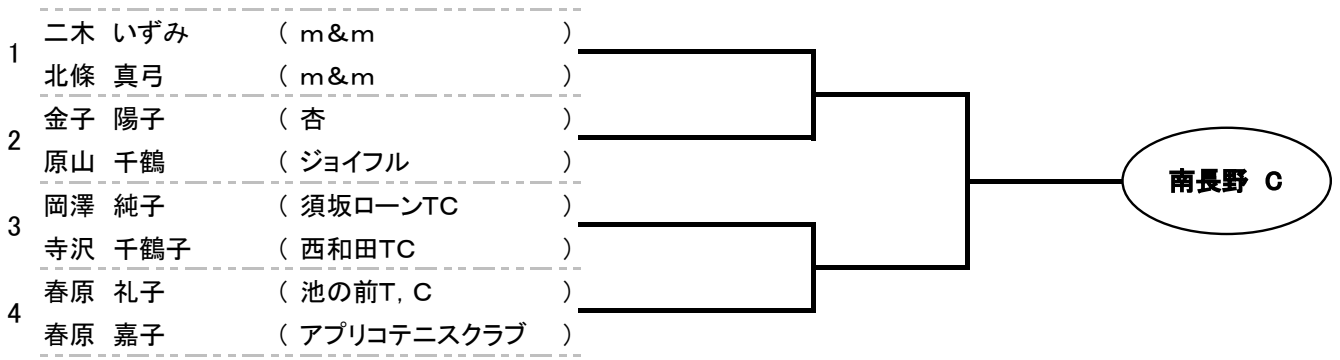 1
二木 いずみ ( m&m )
北條 真弓 ( m&m )
2
金子 陽子 ( 杏 )
原山 千鶴 ( ジョイフル )
3
岡澤 純子 ( 須坂ローンTC )
寺沢 千鶴子 ( 西和田TC )
4
春原 礼子 ( 池の前T, C )
春原 嘉子 ( アプリコテニスクラブ )
南長野 C